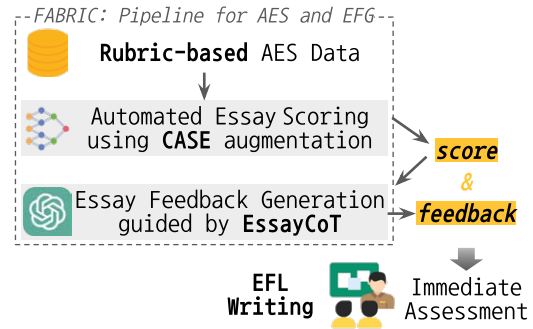 FABRIC: Pipeline for AES and EFG
Rubric-based AES Data
Automated Essay Scoring
using CASE augmentation
score
&
Essay Feedback Generation
guided by EssayCoT
feedback
EFL
Writing
Immediate
Assessment